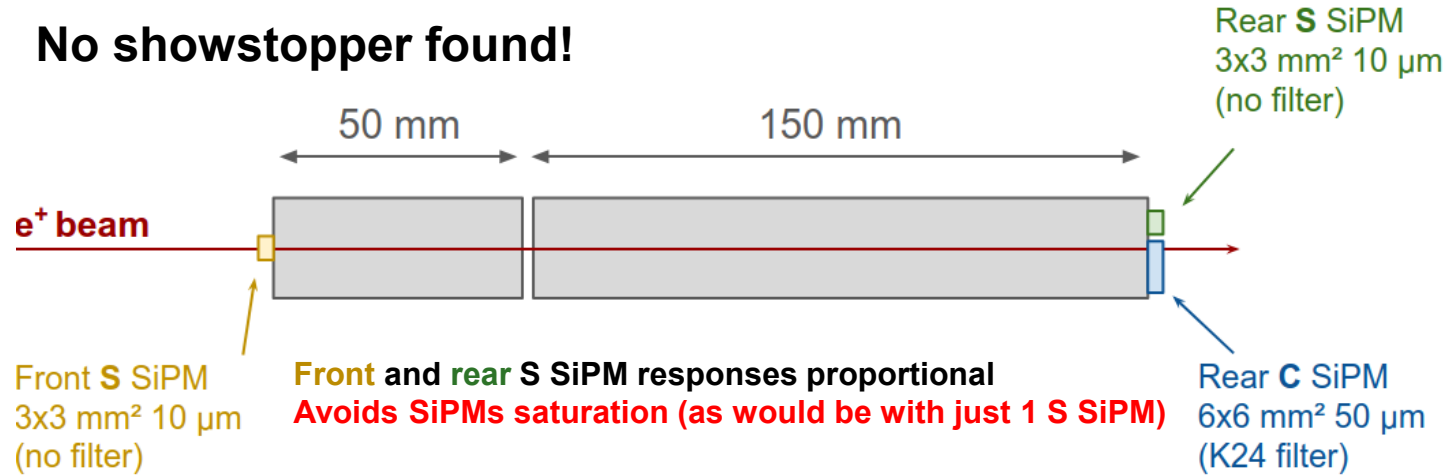 No showstopper found!
Rear S SiPM
3x3 mm² 10 µm
(no filter)
50 mm
150 mm
e⁺ beam
Front S SiPM
3x3 mm² 10 µm
(no filter)
Front and rear S SiPM responses proportional
Avoids SiPMs saturation (as would be with just 1 S SiPM)
Rear C SiPM
6x6 mm² 50 µm
(K24 filter)